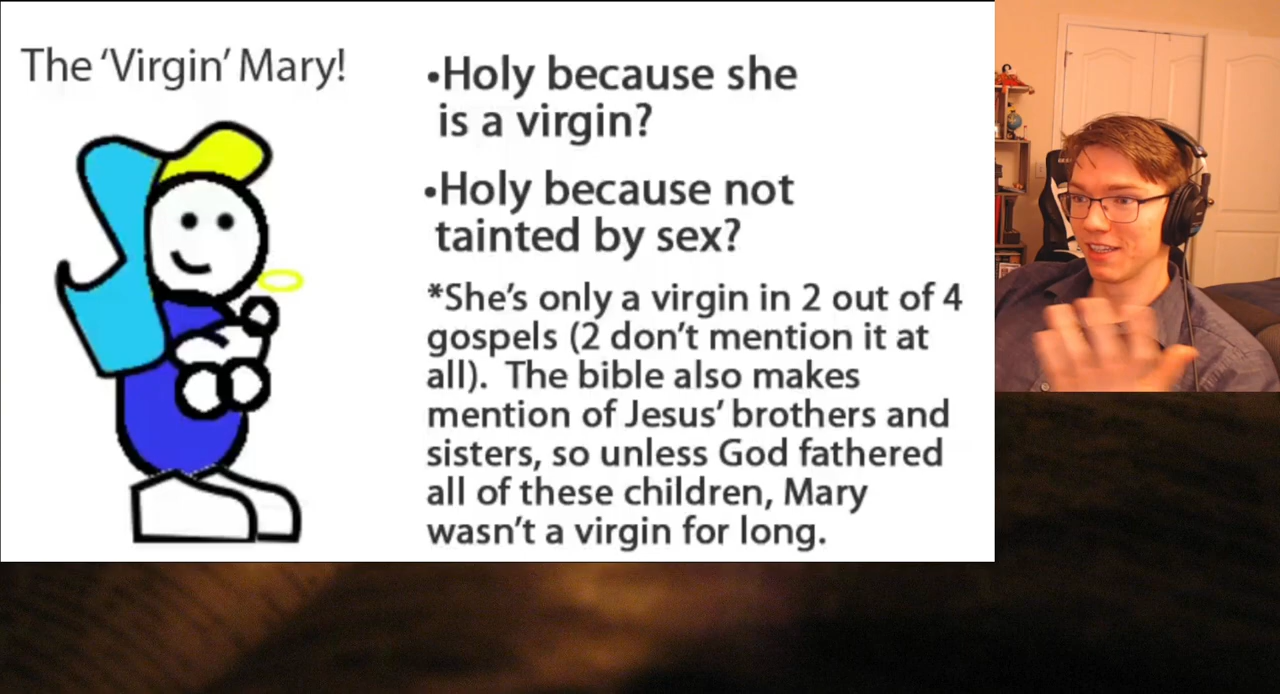 The 'Virgin' Mary!
•Holy because she
is a virgin?
•Holy because not
tainted by sex?
*She's only a virgin in 2 out of 4
gospels (2 don't mention it at
all).  The bible also makes
mention of Jesus' brothers and
sisters, so unless God fathered
all of these children, Mary
wasn't a virgin for long.